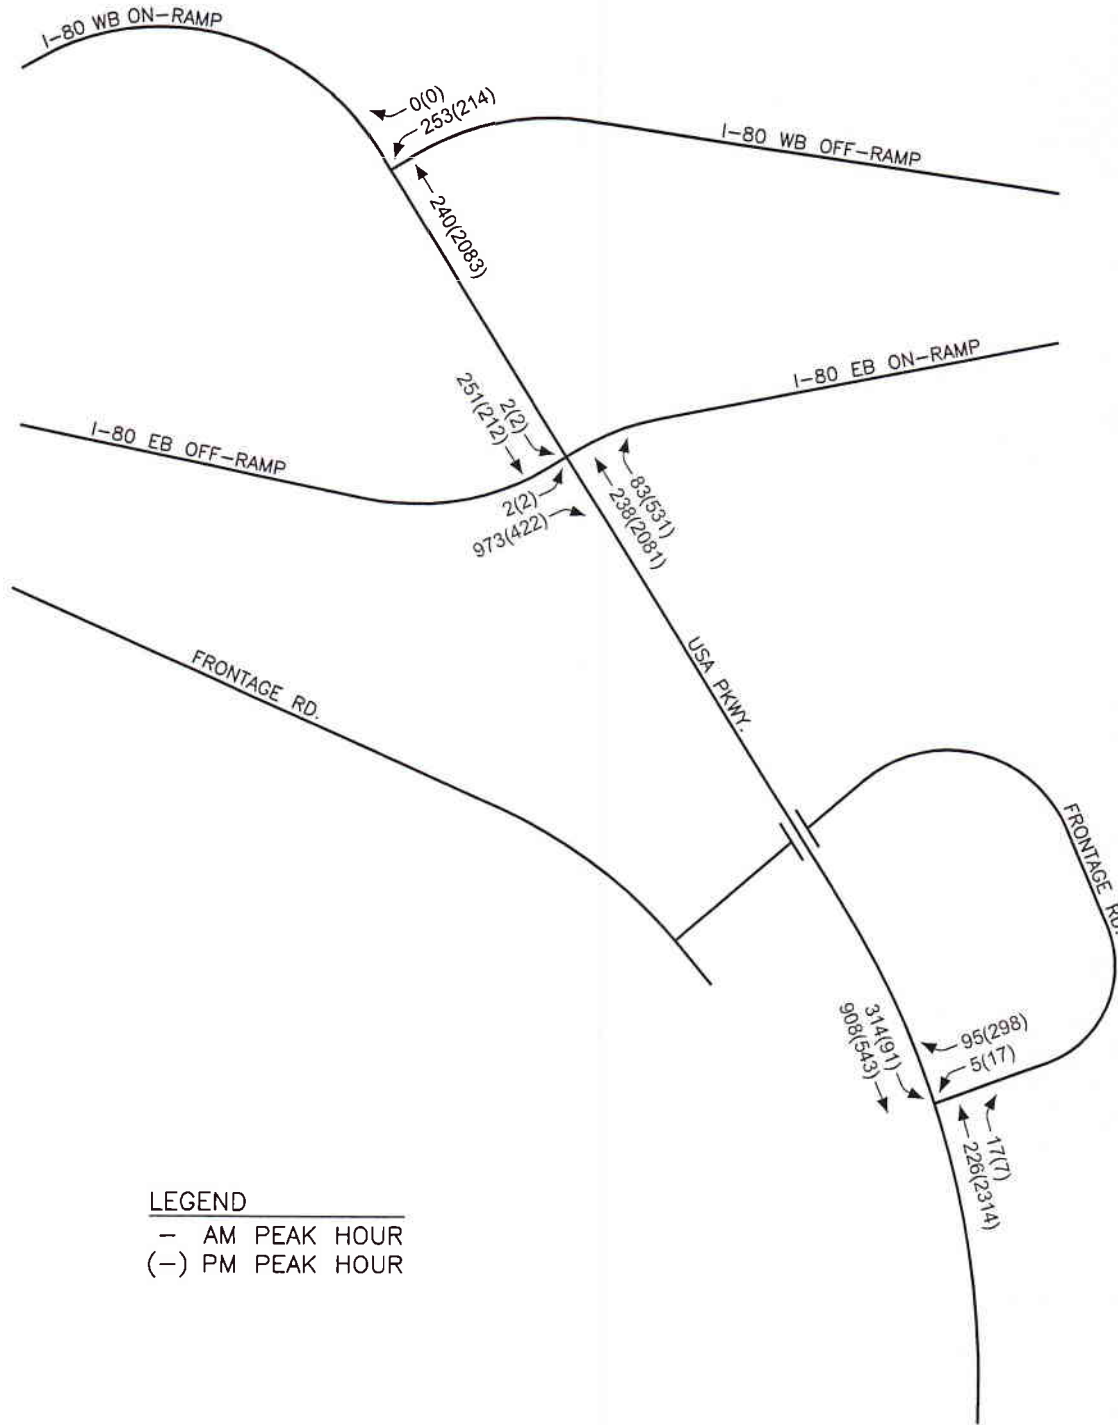 I-80 WB ON-RAMP
0(0)
253(214)
I-80 WB OFF-RAMP
240(2083)
I-80 EB ON-RAMP
2(2)
251(212)
I-80 EB OFF-RAMP
83(531)
238(2081)
2(2)
973(422)
FRONTAGE RD.
USA PKWY.
FRONTAGE RD.
314(91)
908(543)
95(298)
5(17)
17(7)
226(2314)
LEGEND
- AM PEAK HOUR
(-) PM PEAK HOUR